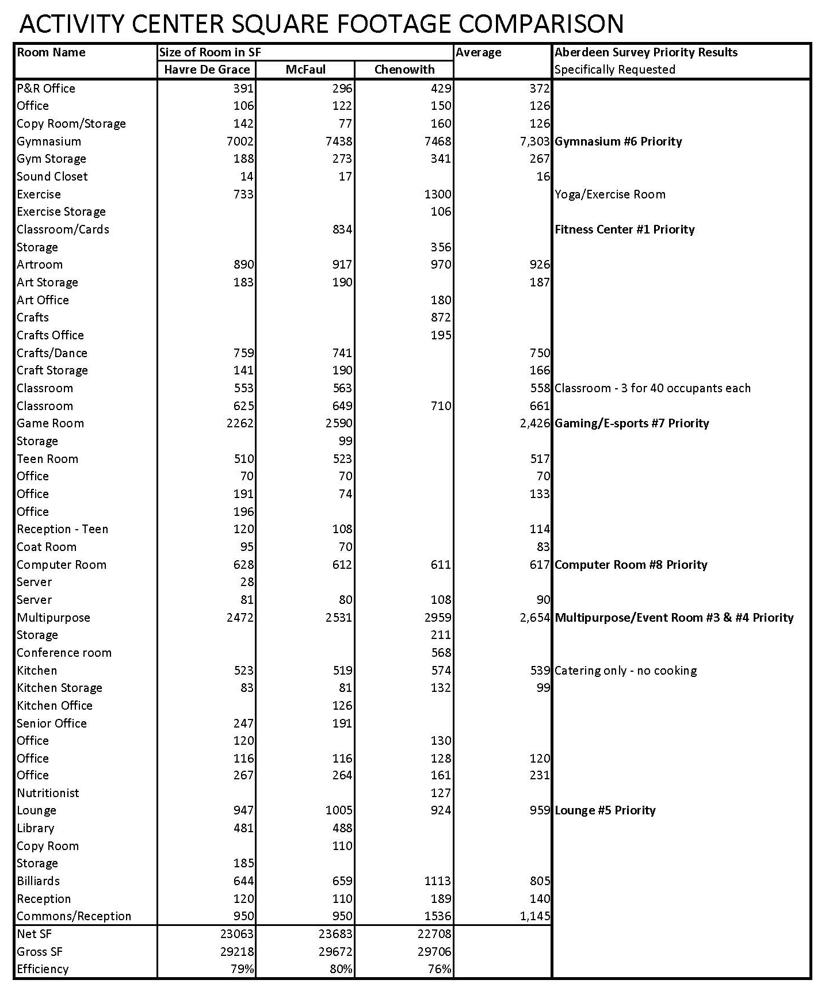 ACTIVITY CENTER SQUARE FOOTAGE COMPARISON
Room Name Size of Room in SF Average Aberdeen Survey Priority Results
Havre De Grace McFaul Chenowith Specifically Requested
P&R Office 391 296 429 372
Office 106 122 150 126
Copy Room/Storage 142 77 160 126
Gymnasium 7002 7438 7468 7,303 Gymnasium #6 Priority
Gym Storage 188 273 341 267
Sound Closet 14 17 16
Exercise 733 1300 Yoga/Exercise Room
Exercise Storage 106
Classroom/Cards 834 Fitness Center #1 Priority
Storage 356
Artroom 890 917 970 926
Art Storage 183 190 187
Art Office 180
Crafts 872
Crafts Office 195
Crafts/Dance 759 741 750
Craft Storage 141 190 166
Classroom 553 563 558 Classroom - 3 for 40 occupants each
Classroom 625 649 710 661
Game Room 2262 2590 2,426 Gaming/E-sports #7 Priority
Storage 99
Teen Room 510 523 517
Office 70 70 70
Office 191 74 133
Office 196
Reception - Teen 120 108 114
Coat Room 95 70 83
Computer Room 628 612 611 617 Computer Room #8 Priority
Server 28
Server 81 80 108 90
Multipurpose 2472 2531 2959 2,654 Multipurpose/Event Room #3 & #4 Priority
Storage 211
Conference room 568
Kitchen 523 519 574 539 Catering only - no cooking
Kitchen Storage 83 81 132 99
Kitchen Office 126
Senior Office 247 191
Office 120 130
Office 116 116 128 120
Office 267 264 161 231
Nutritionist 127
Lounge 947 1005 924 959 Lounge #5 Priority
Library 481 488
Copy Room 110
Storage 185
Billiards 644 659 1113 805
Reception 120 110 189 140
Commons/Reception 950 950 1536 1,145
Net SF 23063 23683 22708
Gross SF 29218 29672 29706
Efficiency 79% 80% 76%